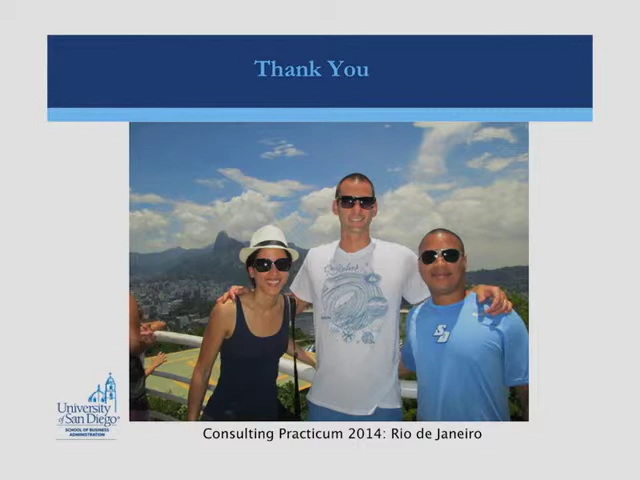 Thank You
University
of San Diego
SCHOOL OF BUSINESS
ADMINISTRATION
Consulting Practicum 2014: Rio de Janeiro